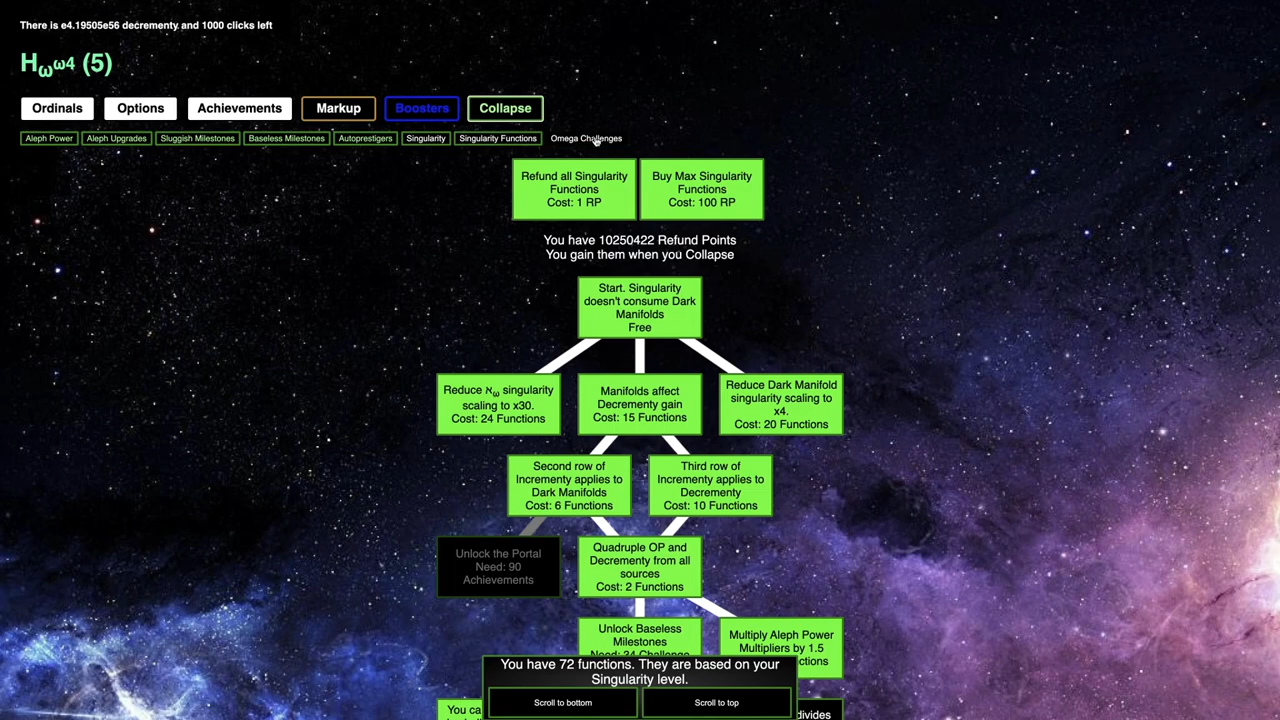 There is e4.19505e56 decrementy and 1000 clicks left
Hωω4 (5)
Ordinals Options Achievements Markup Boosters Collapse
Aleph Power Aleph Upgrades Sluggish Milestones Baseless Milestones Autoprestigers Singularity Singularity Functions Omega Challenges
Refund all Singularity
Functions
Cost: 1 RP
Buy Max Singularity
Functions
Cost: 100 RP
You have 10250422 Refund Points
You gain them when you Collapse
Start. Singularity
doesn't consume Dark
Manifolds
Free
Reduce ℵω singularity
scaling to x30.
Cost: 24 Functions
Manifolds affect
Decrementy gain
Cost: 15 Functions
Reduce Dark Manifold
singularity scaling to
x4.
Cost: 20 Functions
Second row of
Incrementy applies to
Dark Manifolds
Cost: 6 Functions
Third row of
Incrementy applies to
Decrementy
Cost: 10 Functions
Unlock the Portal
Need: 90
Achievements
Quadruple OP and
Decrementy from all
sources
Cost: 2 Functions
Unlock Baseless
Milestones
Need: 34 Challenge
Multiply Aleph Power
Multipliers by 1.5
ctions
You have 72 functions. They are based on your
Singularity level.
Scroll to bottom Scroll to top
You ca
divides